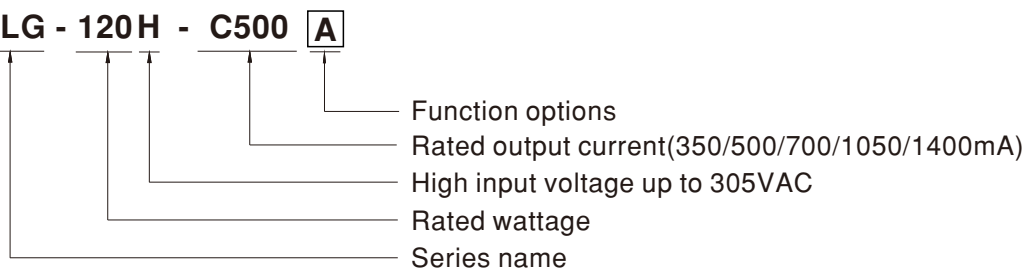 LG - 120 H - C500 A
Function options
Rated output current(350/500/700/1050/1400mA)
High input voltage up to 305VAC
Rated wattage
Series name